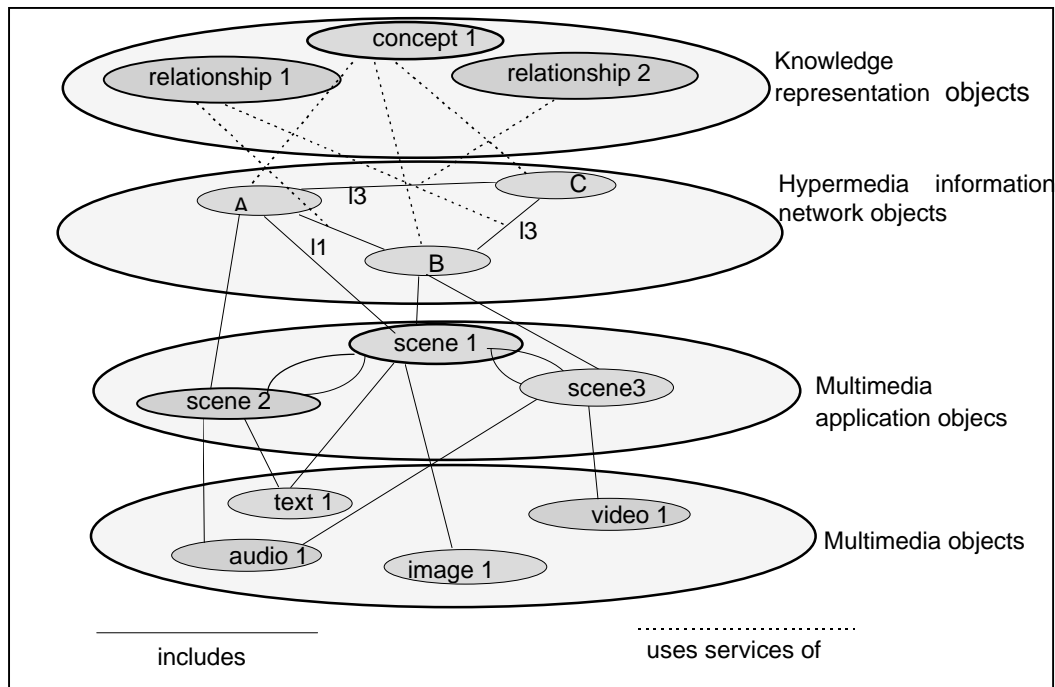 concept 1
relationship 1
relationship 2
Knowledge
representation objects
A
l3
C
l1
B
l3
Hypermedia information
network objects
scene 1
scene 2
scene3
Multimedia
application objecs
text 1
audio 1
image 1
video 1
Multimedia objects
includes
uses services of